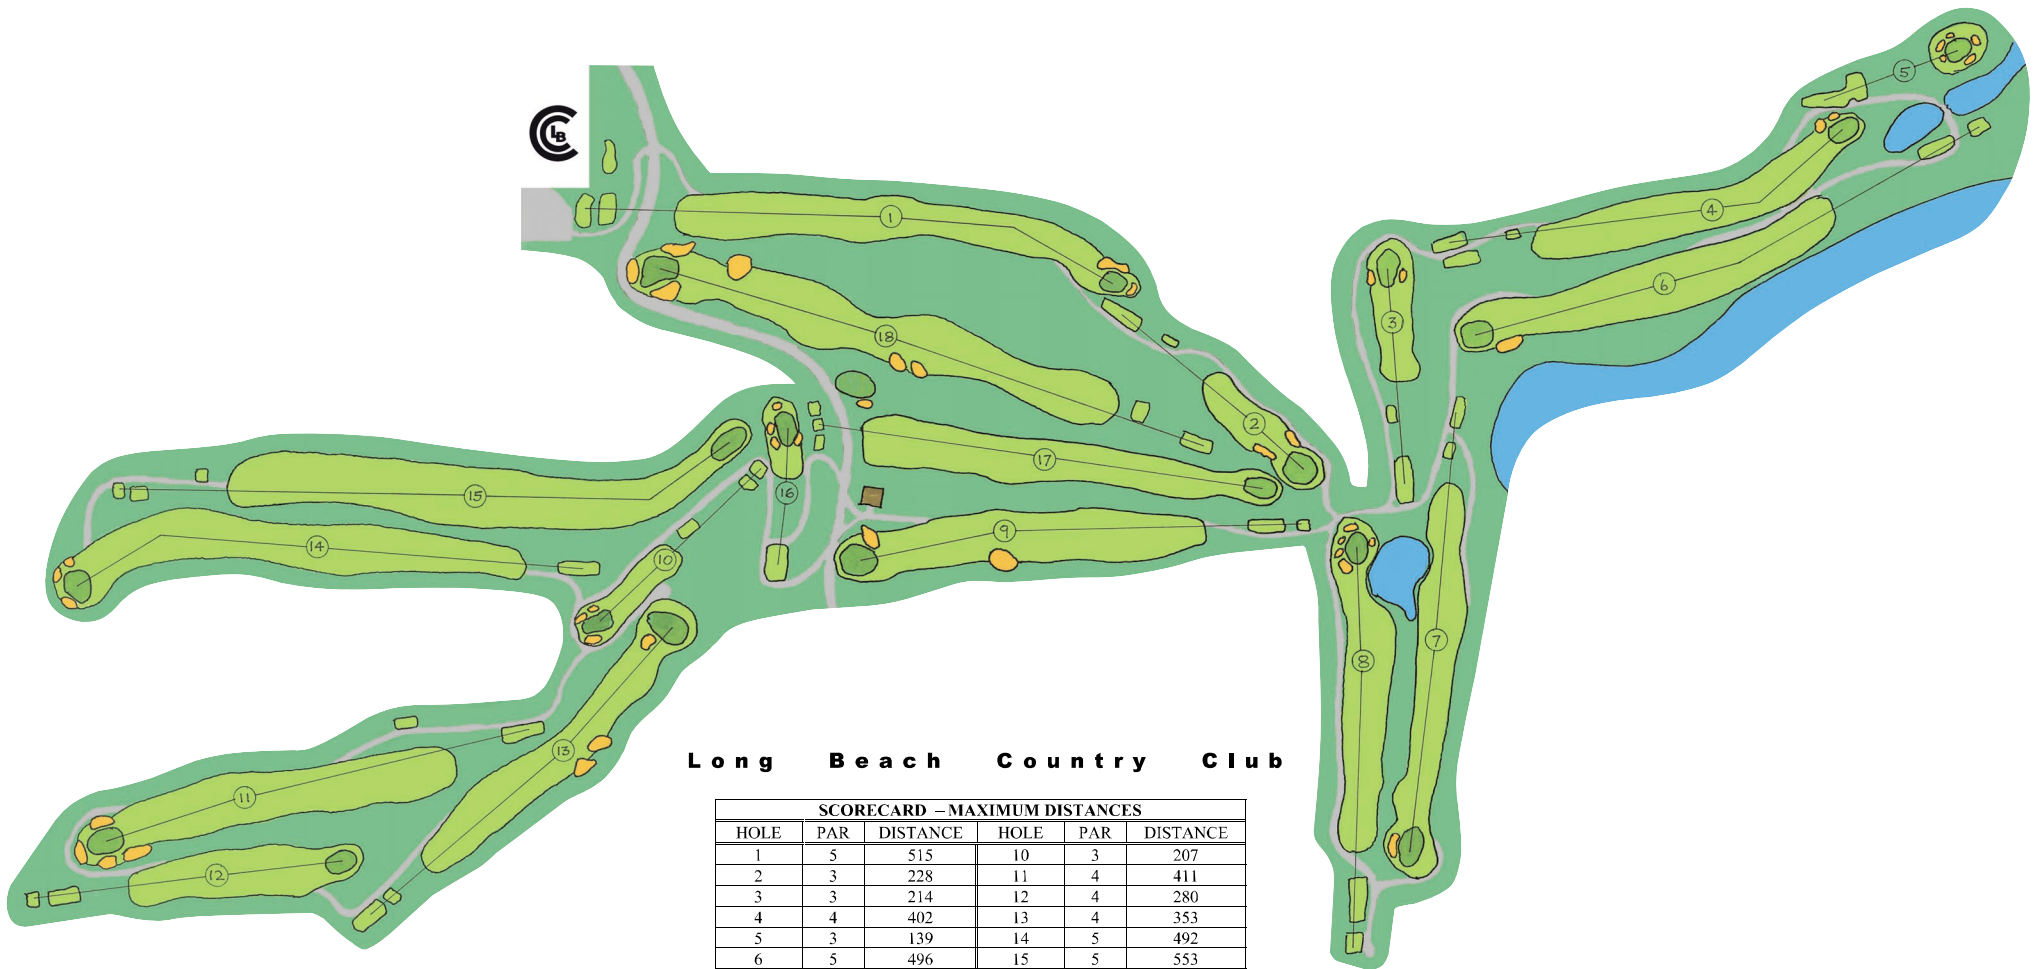 LB
5
4
1
6
3
18
2
17
16
15
9
14
10
7
8
13
11
12
Long Beach Country Club
SCORECARD – MAXIMUM DISTANCES
HOLE PAR DISTANCE HOLE PAR DISTANCE
1 5 515 10 3 207
2 3 228 11 4 411
3 3 214 12 4 280
4 4 402 13 4 353
5 3 139 14 5 492
6 5 496 15 5 553